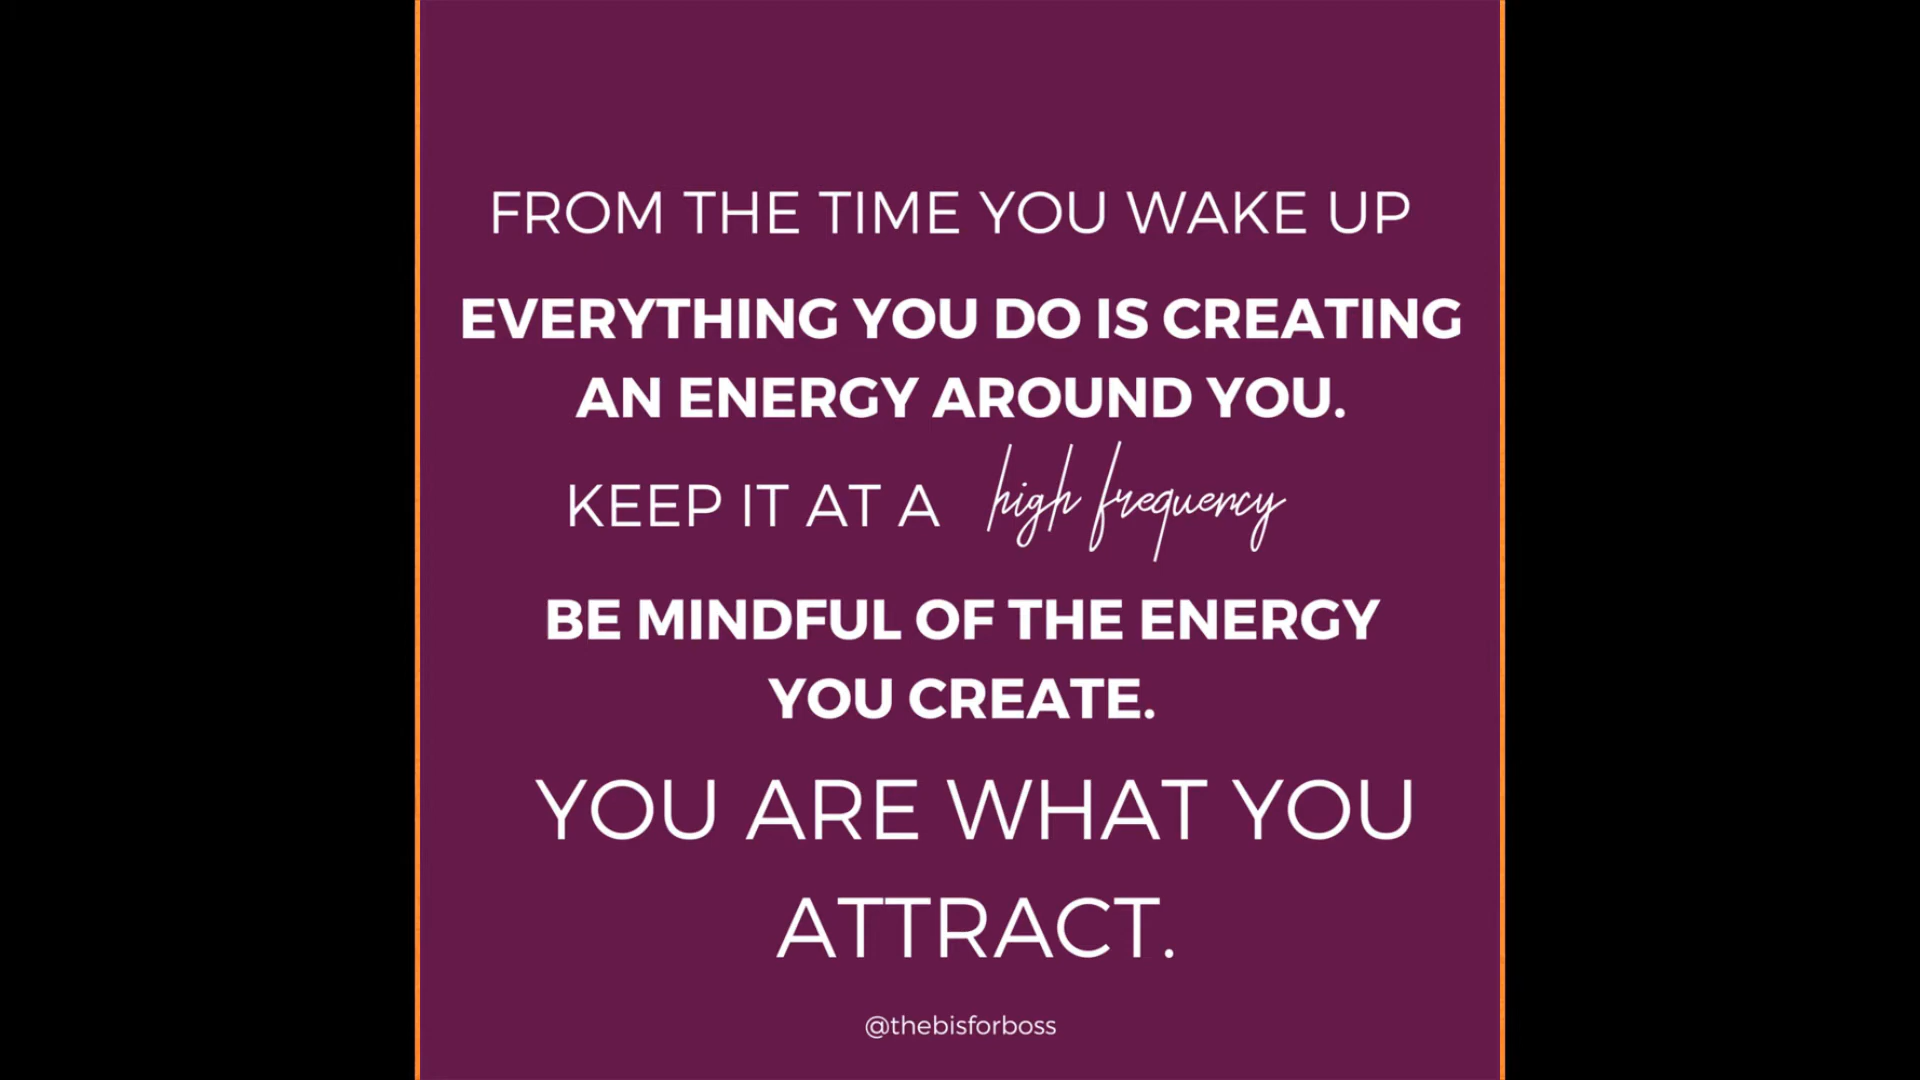 FROM THE TIME YOU WAKE UP
EVERYTHING YOU DO IS CREATING
AN ENERGY AROUND YOU.
KEEP IT AT A high frequency
BE MINDFUL OF THE ENERGY
YOU CREATE.
YOU ARE WHAT YOU
ATTRACT.
@thebisforboss